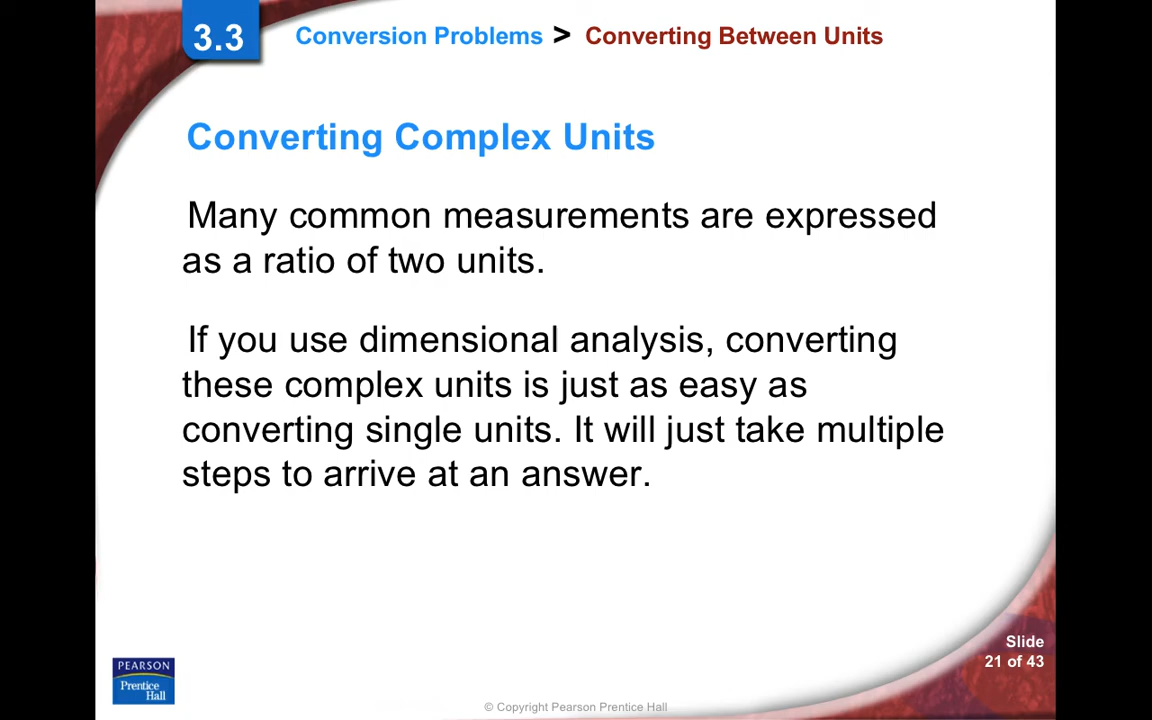 3.3 Conversion Problems > Converting Between Units
Converting Complex Units
Many common measurements are expressed
as a ratio of two units.
If you use dimensional analysis, converting
these complex units is just as easy as
converting single units. It will just take multiple
steps to arrive at an answer.
Slide
21 of 43
PEARSON
Prentice
Hall
© Copyright Pearson Prentice Hall